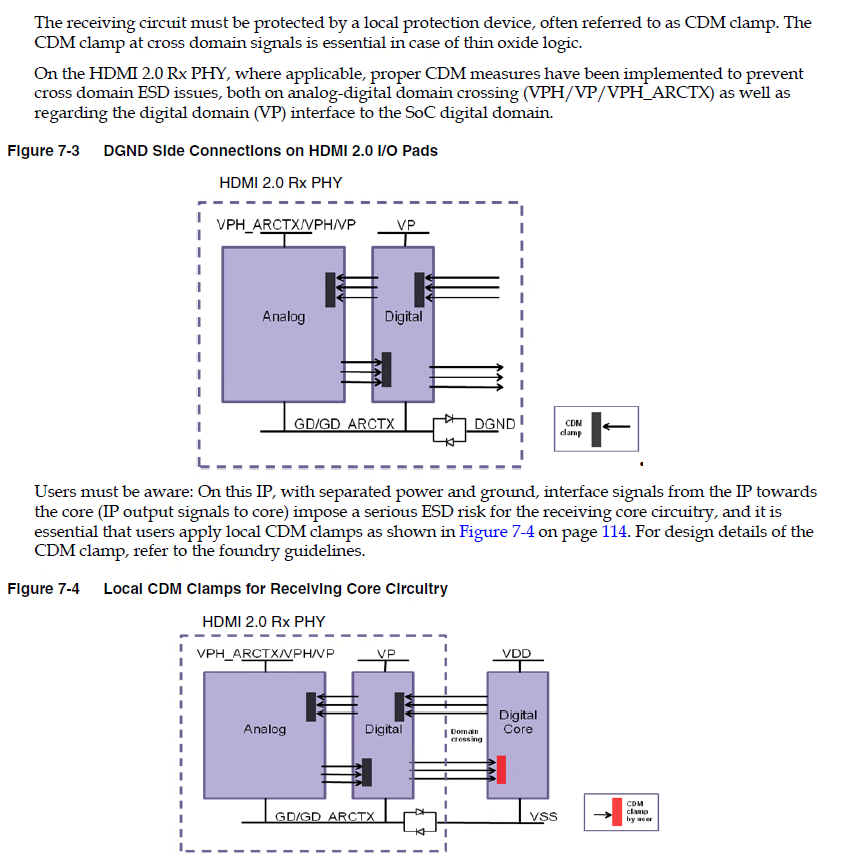 The receiving circuit must be protected by a local protection device, often referred to as CDM clamp. The
CDM clamp at cross domain signals is essential in case of thin oxide logic.
On the HDMI 2.0 Rx PHY, where applicable, proper CDM measures have been implemented to prevent
cross domain ESD issues, both on analog-digital domain crossing (VPH/VP/VPH_ARCTX) as well as
regarding the digital domain (VP) interface to the SoC digital domain.
Figure 7-3 DGND Side Connections on HDMI 2.0 I/O Pads
HDMI 2.0 Rx PHY
VPH_ARCTX/VPH/VP
VP
Analog
Digital
GD/GD ARCTX
DGND
CDM
clamp
Users must be aware: On this IP, with separated power and ground, interface signals from the IP towards
the core (IP output signals to core) impose a serious ESD risk for the receiving core circuitry, and it is
essential that users apply local CDM clamps as shown in Figure 7-4 on page 114. For design details of the
CDM clamp, refer to the foundry guidelines.
Figure 7-4 Local CDM Clamps for Receiving Core Circuitry
HDMI 2.0 Rx PHY
VPH_ARCTX/VPH/VP
VP
VDD
Analog
Digital
Domain
crossing
Digital
Core
GD/GD ARCTX
VSS
CDM
clamp
by user